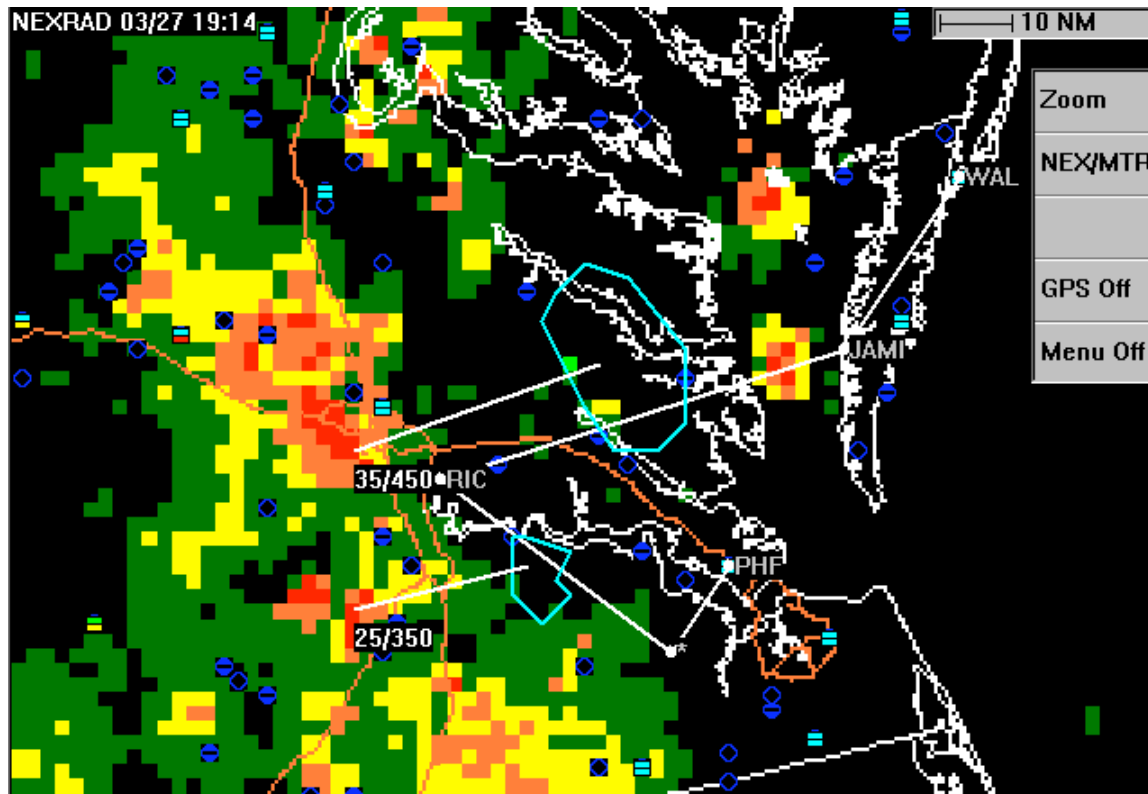 NEXRAD 03/27 19:14
10 NM
Zoom
NEX/MTR
WAL
GPS Off
JAMI
Menu Off
35/450
RIC
PHF
25/350
*